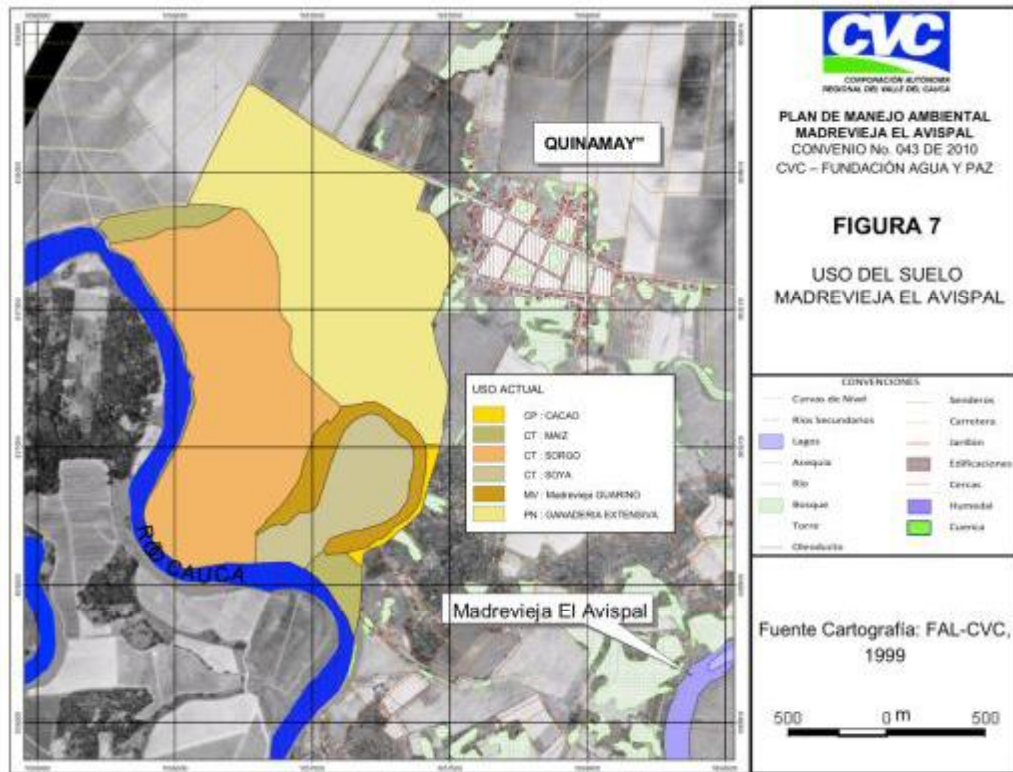 QUINAMAY"
USO ACTUAL
CP : CACAO
CT : MAIZ
CT : SORGO
CT : SOYA
MV : Madrevieja GUARINO
PN : GANADERIA EXTENSIVA
RÍO CAUCA
Madrevieja El Avispal
CVC
CORPORACIÓN AUTÓNOMA
REGIONAL DEL VALLE DEL CAUCA
PLAN DE MANEJO AMBIENTAL
MADREVIEJA EL AVISPAL
CONVENIO No. 043 DE 2010
CVC – FUNDACIÓN AGUA Y PAZ
FIGURA 7
USO DEL SUELO
MADREVIEJA EL AVISPAL
CONVENCIONES
Curvas de Nivel
Ríos Secundarios
Lagos
Acequia
Río
Bosque
Torre
Oleoducto
Senderos
Carretera
Jarillón
Edificaciones
Cercas
Humedal
Cuenca
Fuente Cartografía: FAL-CVC,
1999
500 0 m 500